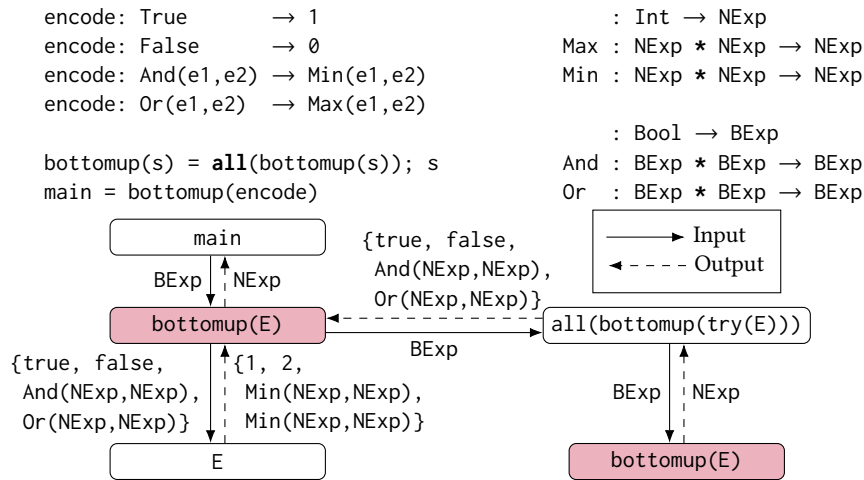 encode: True → 1
encode: False → 0
encode: And(e1,e2) → Min(e1,e2)
encode: Or(e1,e2) → Max(e1,e2)
: Int → NExp
Max : NExp * NExp → NExp
Min : NExp * NExp → NExp
: Bool → BExp
And : BExp * BExp → BExp
Or : BExp * BExp → BExp
bottomup(s) = all(bottomup(s)); s
main = bottomup(encode)
main
{true, false,
And(NExp,NExp),
Or(NExp,NExp)}
Input
Output
BExp
NExp
bottomup(E)
BExp
all(bottomup(try(E)))
{true, false,
And(NExp,NExp),
Or(NExp,NExp)}
{1, 2,
Min(NExp,NExp),
Min(NExp,NExp)}
BExp
NExp
E
bottomup(E)